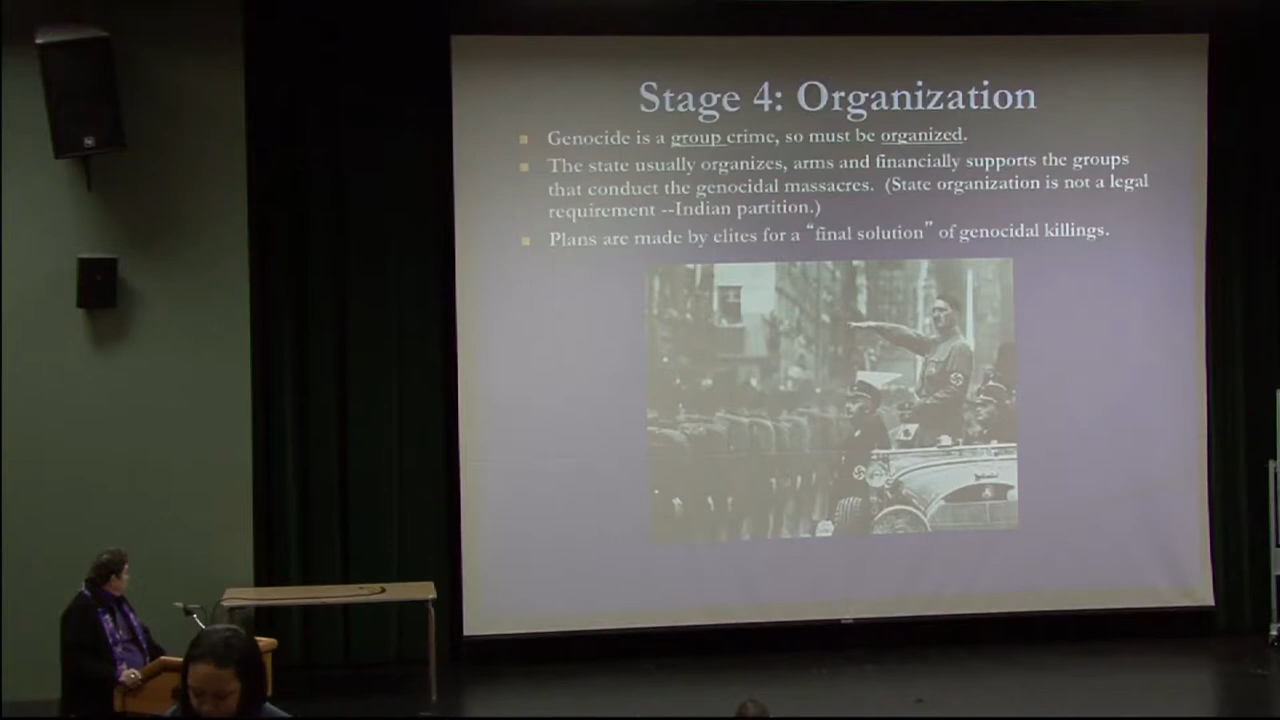 Stage 4: Organization
Genocide is a group crime, so must be organized.
The state usually organizes, arms and financially supports the groups
that conduct the genocidal massacres. (State organization is not a legal
requirement --Indian partition.)
Plans are made by elites for a “final solution” of genocidal killings.